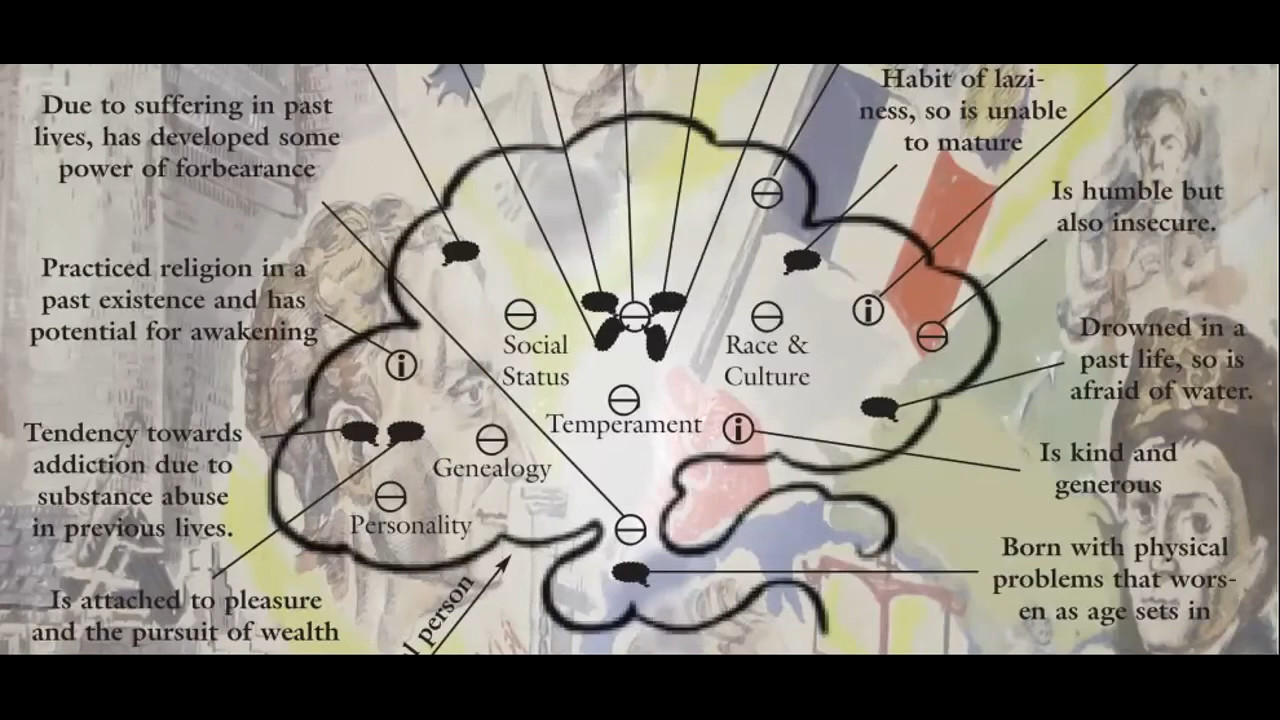 Due to suffering in past
lives, has developed some
power of forbearance
Practiced religion in a
past existence and has
potential for awakening
Tendency towards
addiction due to
substance abuse
in previous lives.
Is attached to pleasure
and the pursuit of wealth
Social
Status
Race &
Culture
Temperament
Genealogy
Personality
l person
Habit of lazi-
ness, so is unable
to mature
Is humble but
also insecure.
Drowned in a
past life, so is
afraid of water.
Is kind and
generous
Born with physical
problems that wors-
en as age sets in